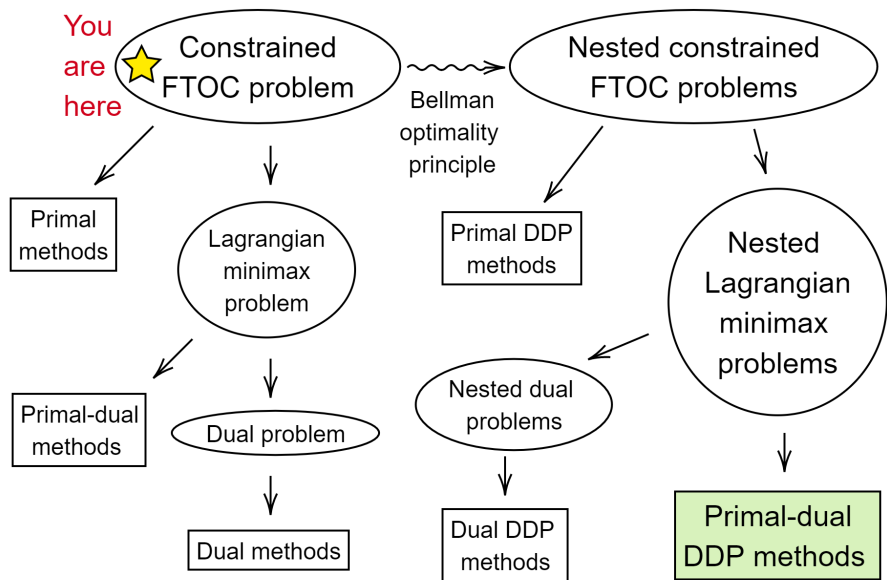 You
are
here
Constrained
FTOC problem
Bellman
optimality
principle
Nested constrained
FTOC problems
Primal
methods
Lagrangian
minimax
problem
Primal DDP
methods
Nested
Lagrangian
minimax
problems
Primal-dual
methods
Dual problem
Nested dual
problems
Dual methods
Dual DDP
methods
Primal-dual
DDP methods